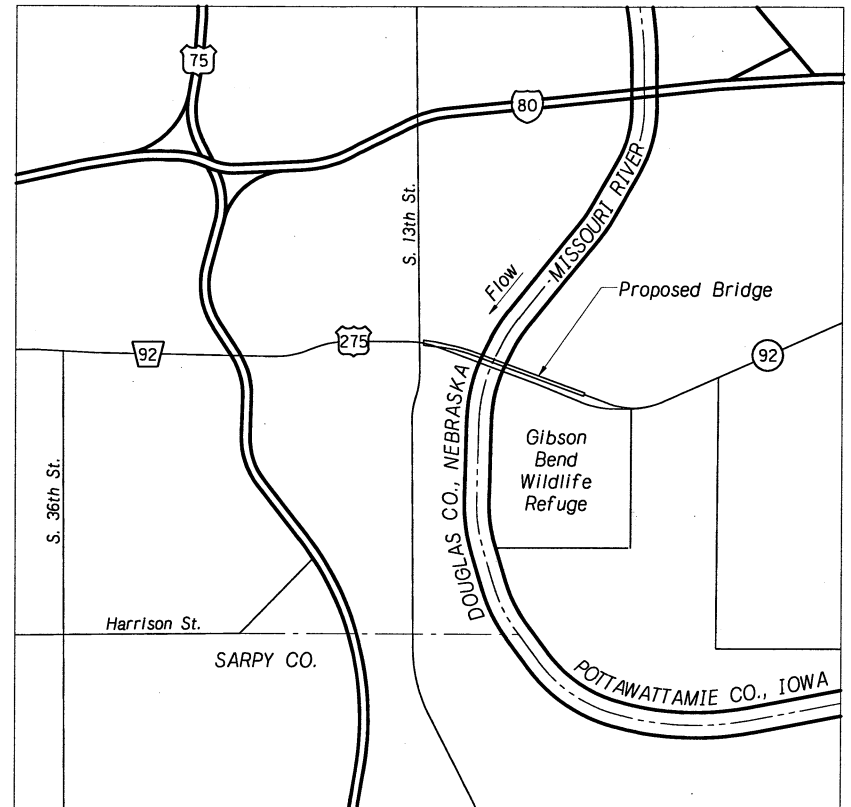 75
80
S. 13th St.
MISSOURI RIVER
Flow
Proposed Bridge
92
275
92
DOUGLAS CO., NEBRASKA
Gibson
Bend
Wildlife
Refuge
S. 36th St.
Harrison St.
SARPY CO.
POTTAWATTAMIE CO., IOWA